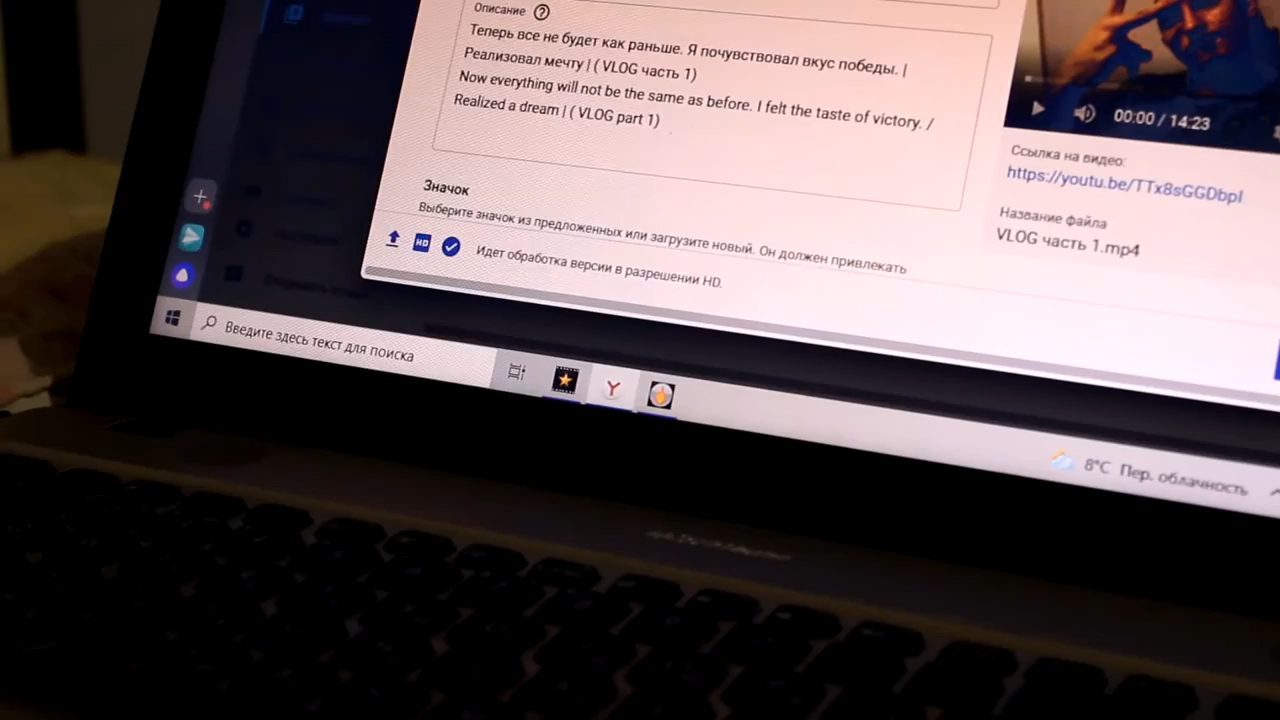 Описание ?
Теперь все не будет как раньше. Я почувствовал вкус победы. |
Реализовал мечту | ( VLOG часть 1)
Now everything will not be the same as before. I felt the taste of victory. /
Realized a dream | ( VLOG part 1)
00:00 / 14:23
Ссылка на видео:
https://youtu.be/TTx8sGGDbpI
Название файла
VLOG часть 1.mp4
Значок
Выберите значок из предложенных или загрузите новый. Он должен привлекать
HD
Идет обработка версии в разрешении HD.
Введите здесь текст для поиска
Y
8°C Пер. облачность